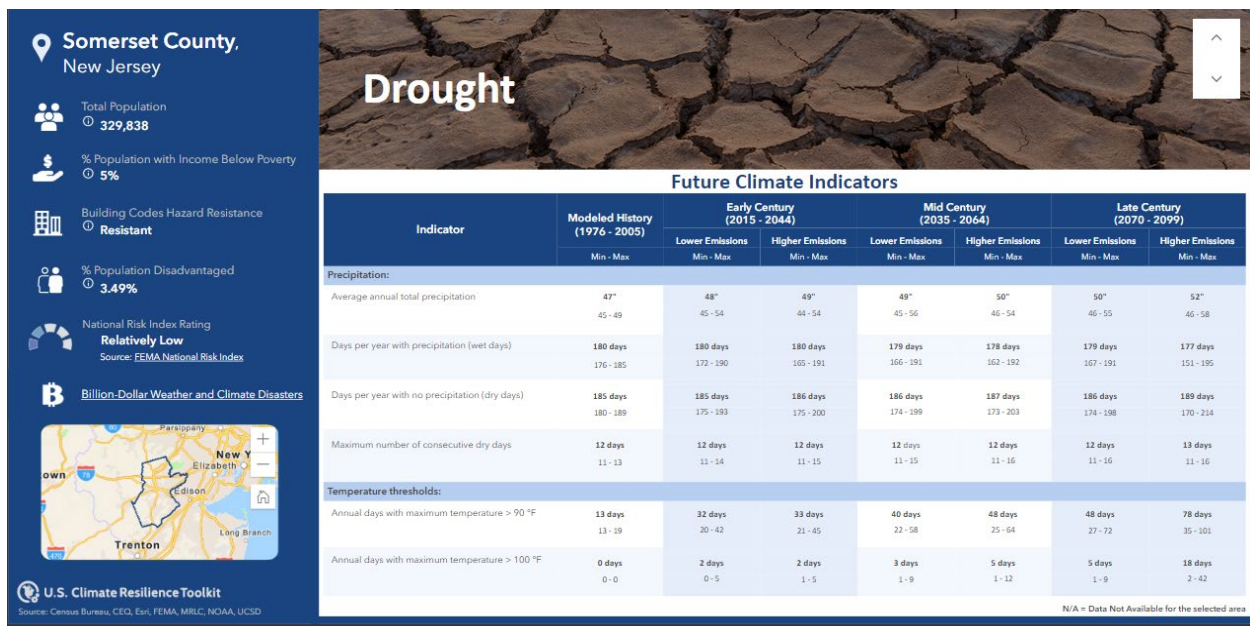 Somerset County,
New Jersey
Total Population
329,838
% Population with Income Below Poverty
5%
Building Codes Hazard Resistance
Resistant
% Population Disadvantaged
3.49%
National Risk Index Rating
Relatively Low
Source: FEMA National Risk Index
Billion-Dollar Weather and Climate Disasters
80
Parsippany
New Y
Elizabeth
own
78
Edison
Long Branch
Trenton
476
U.S. Climate Resilience Toolkit
Source: Census Bureau, CEQ, Esri, FEMA, MRLC, NOAA, UCSD
Drought
Future Climate Indicators
Indicator Modeled History (1976 - 2005) Early Century (2015 - 2044) Mid Century (2035 - 2064) Late Century (2070 - 2099)
Lower Emissions Higher Emissions Lower Emissions Higher Emissions Lower Emissions Higher Emissions
Min - Max Min - Max Min - Max Min - Max Min - Max Min - Max Min - Max
Precipitation:
Average annual total precipitation 47" 48" 49" 49" 50" 50" 52"
45 - 49 45 - 54 44 - 54 45 - 56 46 - 54 46 - 55 46 - 58
Days per year with precipitation (wet days) 180 days 180 days 180 days 179 days 178 days 179 days 177 days
176 - 185 172 - 190 165 - 191 166 - 191 162 - 192 167 - 191 151 - 195
Days per year with no precipitation (dry days) 185 days 185 days 186 days 186 days 187 days 186 days 189 days
180 - 189 175 - 193 175 - 200 174 - 199 173 - 203 174 - 198 170 - 214
Maximum number of consecutive dry days 12 days 12 days 12 days 12 days 12 days 12 days 13 days
11 - 13 11 - 14 11 - 15 11 - 15 11 - 16 11 - 16 11 - 16
Temperature thresholds:
Annual days with maximum temperature > 90 °F 13 days 32 days 33 days 40 days 48 days 48 days 78 days
13 - 19 20 - 42 21 - 45 22 - 58 25 - 64 27 - 72 35 - 101
Annual days with maximum temperature > 100 °F 0 days 2 days 2 days 3 days 5 days 5 days 18 days
0 - 0 0 - 5 1 - 5 1 - 9 1 - 12 1 - 9 2 - 42
N/A = Data Not Available for the selected area